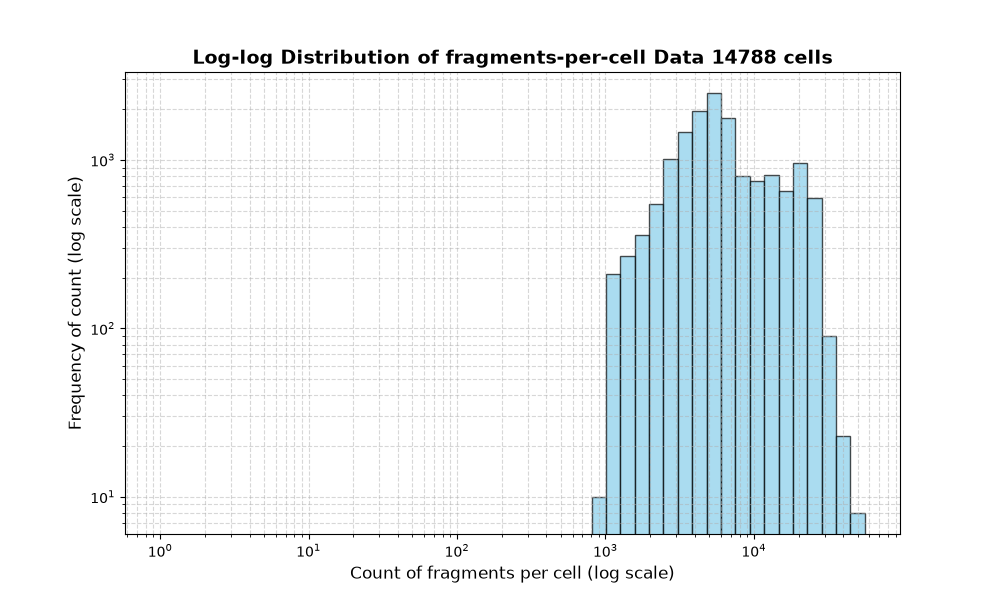 Log-log Distribution of fragments-per-cell Data 14788 cells
Frequency of count (log scale)
10³
10²
10¹
10⁰ 10¹ 10² 10³ 10⁴
Count of fragments per cell (log scale)